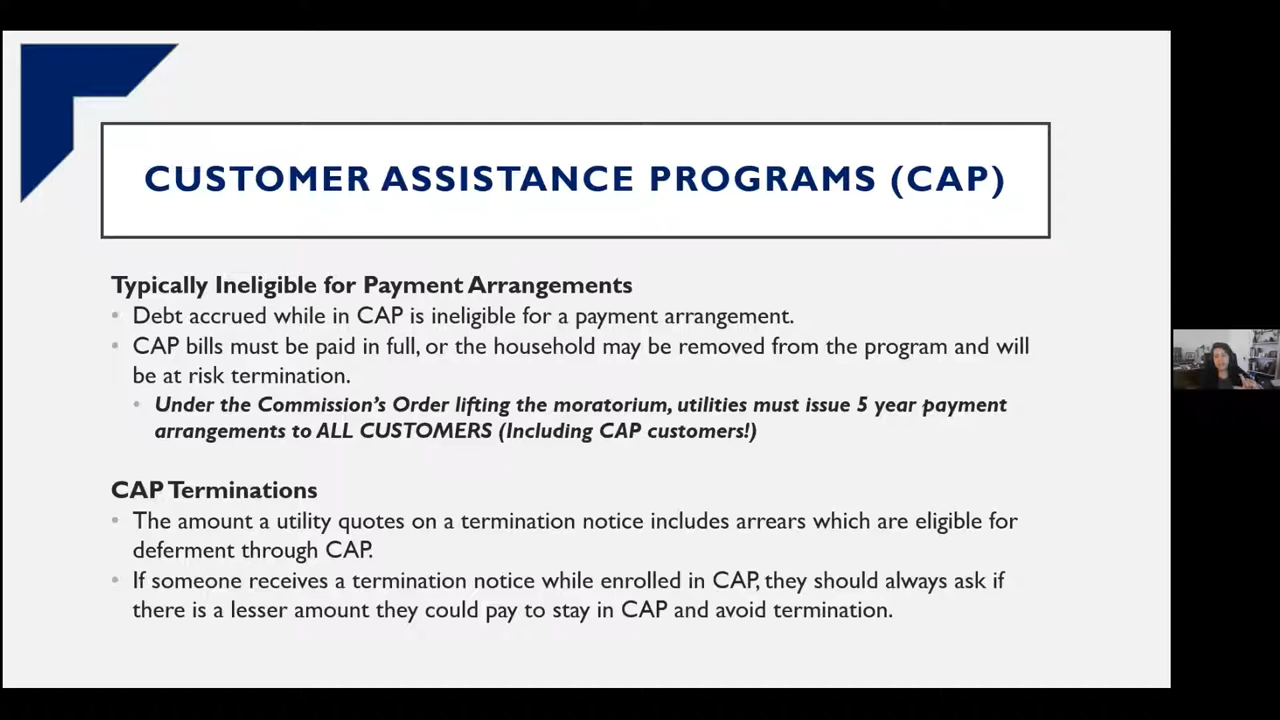 CUSTOMER ASSISTANCE PROGRAMS (CAP)
Typically Ineligible for Payment Arrangements
• Debt accrued while in CAP is ineligible for a payment arrangement.
• CAP bills must be paid in full, or the household may be removed from the program and will
be at risk termination.
• Under the Commission's Order lifting the moratorium, utilities must issue 5 year payment
arrangements to ALL CUSTOMERS (Including CAP customers!)
CAP Terminations
• The amount a utility quotes on a termination notice includes arrears which are eligible for
deferment through CAP.
• If someone receives a termination notice while enrolled in CAP, they should always ask if
there is a lesser amount they could pay to stay in CAP and avoid termination.